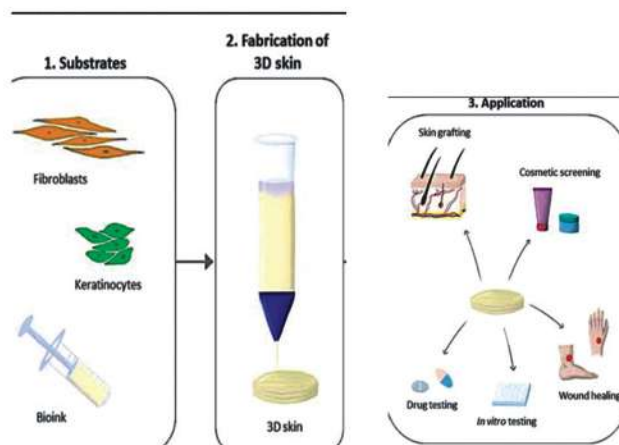 1. Substrates
Fibroblasts
Keratinocytes
Bioink
2. Fabrication of
3D skin
3D skin
3. Application
Skin grafting
Cosmetic screening
Drug testing
In vitro testing
Wound healing